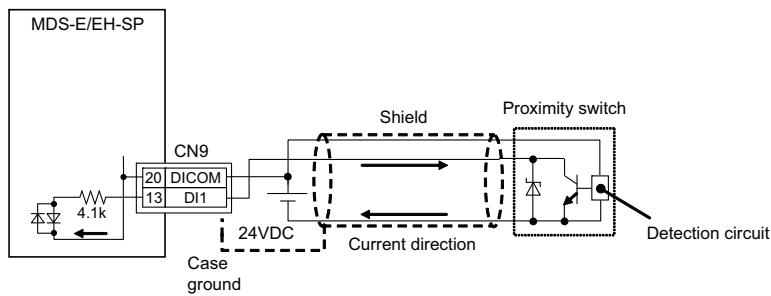 MDS-E/EH-SP
Shield
Proximity switch
CN9
20 DICOM
13 DI1
4.1k
24VDC
Current direction
Detection circuit
Case
ground